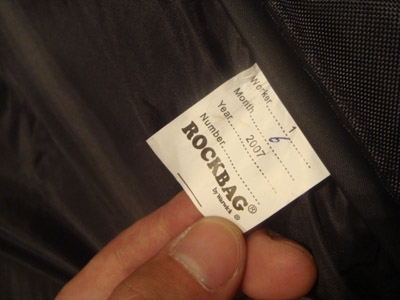 Worker........1........
Month........6........
Year........2007........
Number................
ROCKBAG®
by Warwick ®